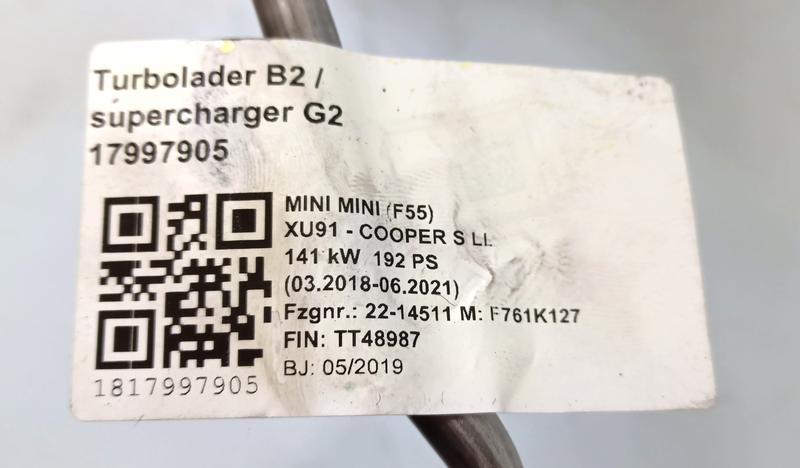 Turbolader B2 /
supercharger G2
17997905
MINI MINI (F55)
XU91 - COOPER S LL
141 kW 192 PS
(03.2018-06.2021)
Fzgnr.: 22-14511 M: F761K127
FIN: TT48987
BJ: 05/2019
1817997905